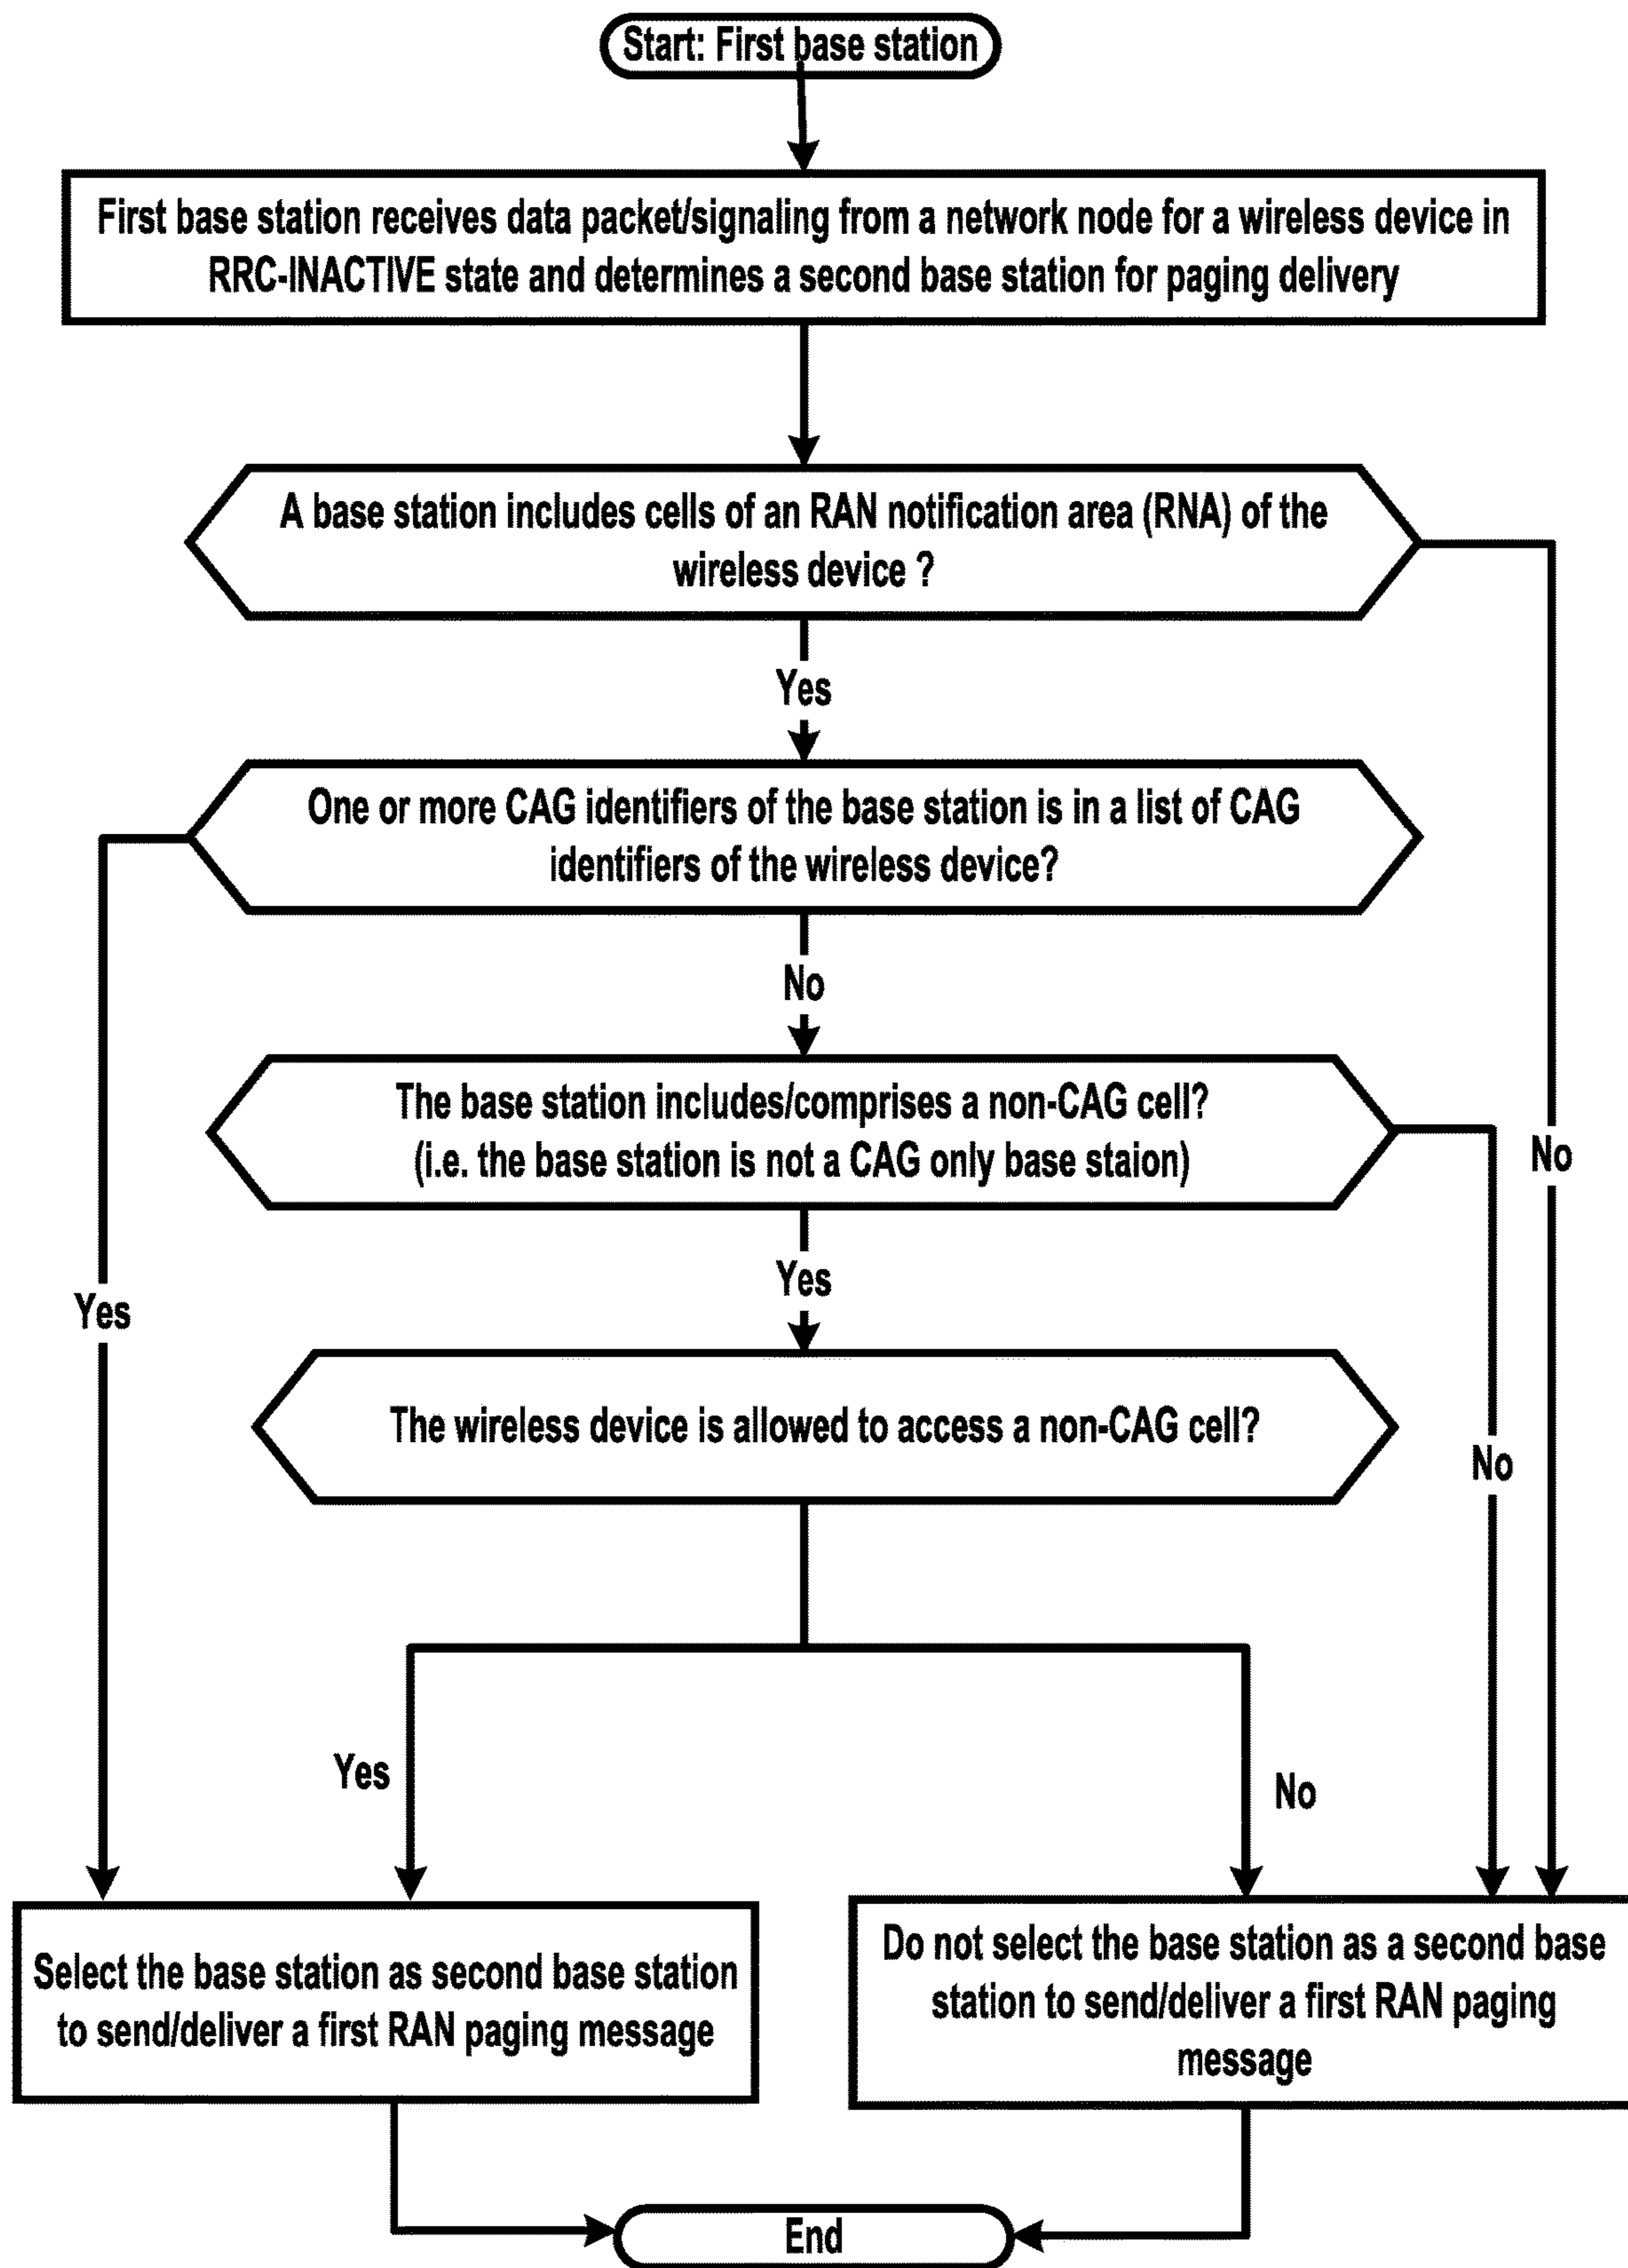 Start: First base station
First base station receives data packet/signaling from a network node for a wireless device in
RRC-INACTIVE state and determines a second base station for paging delivery
A base station includes cells of an RAN notification area (RNA) of the
wireless device ?
Yes
One or more CAG identifiers of the base station is in a list of CAG
identifiers of the wireless device?
No
The base station includes/comprises a non-CAG cell?
(i.e. the base station is not a CAG only base staion)
No
Yes
Yes
The wireless device is allowed to access a non-CAG cell?
No
Yes
No
Select the base station as second base station
to send/deliver a first RAN paging message
Do not select the base station as a second base
station to send/deliver a first RAN paging
message
End